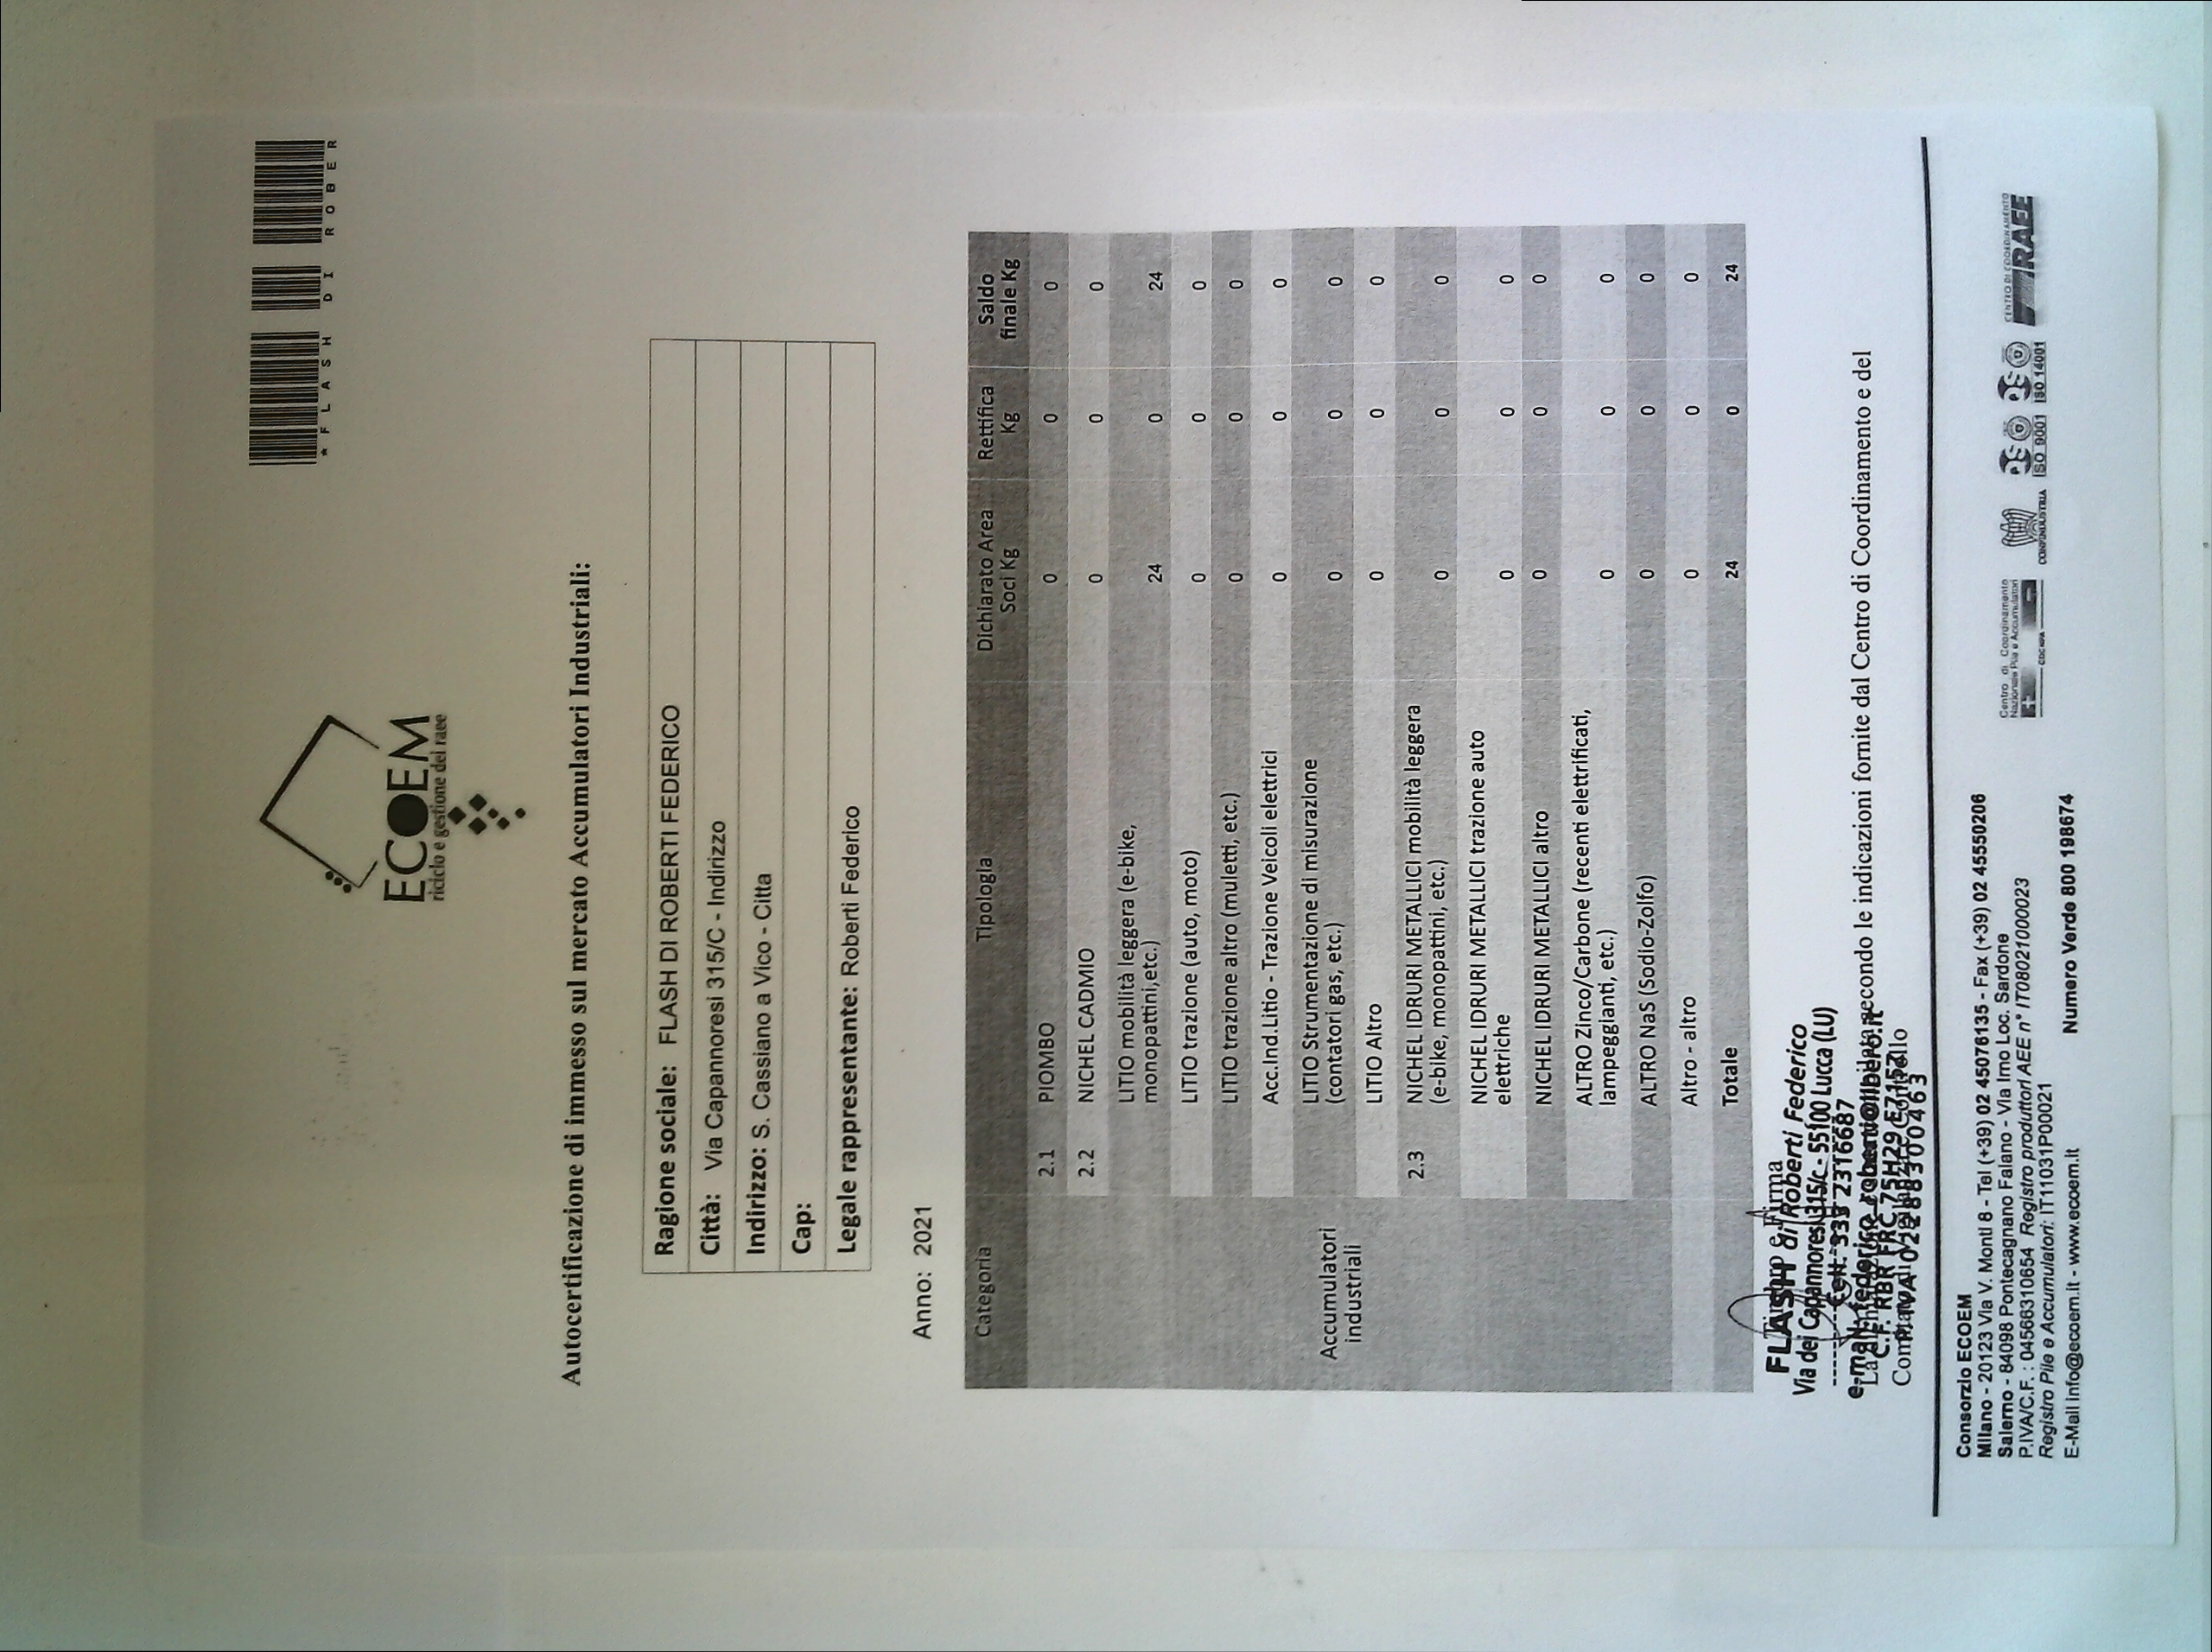 * F L A S H D I R O B E R
ECOEM
riciclo e gestione dei raee
Autocertificazione di immesso sul mercato Accumulatori Industriali:
Ragione sociale: FLASH DI ROBERTI FEDERICO
Città: Via Capannoresi 315/C - Indirizzo
Indirizzo: S. Cassiano a Vico - Citta
Cap:
Legale rappresentante: Roberti Federico
Anno: 2021
Categoria Tipologia Dichiarato Area Soci Kg Rettifica Kg Saldo finale Kg
2.1 PIOMBO 0 0 0
2.2 NICHEL CADMIO 0 0 0
LITIO mobilità leggera (e-bike,
monopattini,etc.) 24 0 24
LITIO trazione (auto, moto) 0 0 0
LITIO trazione altro (muletti, etc.) 0 0 0
Acc.Ind.Litio - Trazione Veicoli elettrici 0 0 0
LITIO Strumentazione di misurazione
(contatori gas, etc.) 0 0 0
Accumulatori
industriali
LITIO Altro 0 0 0
2.3 NICHEL IDRURI METALLICI mobilità leggera
(e-bike, monopattini, etc.) 0 0 0
NICHEL IDRURI METALLICI trazione auto
elettriche 0 0 0
NICHEL IDRURI METALLICI altro 0 0 0
ALTRO Zinco/Carbone (recenti elettrificati,
lampeggianti, etc.) 0 0 0
ALTRO NaS (Sodio-Zolfo) 0 0 0
Altro - altro 0 0 0
Totale 24 0 24
Timbro e Firma
FLASH di Roberti Federico
Via dei Capannoresi 315/c - 55100 Lucca (LU)
Cell. 333 2316687
e-mail: federico_roberti@libero.it
C.F. RBR FRC 75H29 E715Z
P. IVA 02288300463
secondo le indicazioni fornite dal Centro di Coordinamento e del
Comitato di Vigilanza e Controllo
Consorzio ECOEM
Milano - 20123 Via V. Monti 8 - Tel (+39) 02 45076135 - Fax (+39) 02 45550206
Salerno - 84098 Pontecagnano Faiano - Via Irno Loc. Sardone
P.IVA/C.F. : 04566310654 Registro produttori AEE n° IT08021000023
Registro Pile e Accumulatori: IT11031P00021
E-Mail info@ecoem.it - www.ecoem.it Numero Verde 800 198674
Centro di Coordinamento
Nazionale Pile e Accumulatori
CDCNPA
CONFINDUSTRIA
ISO 9001
ISO 14001
CENTRO DI COORDINAMENTO
RAEE